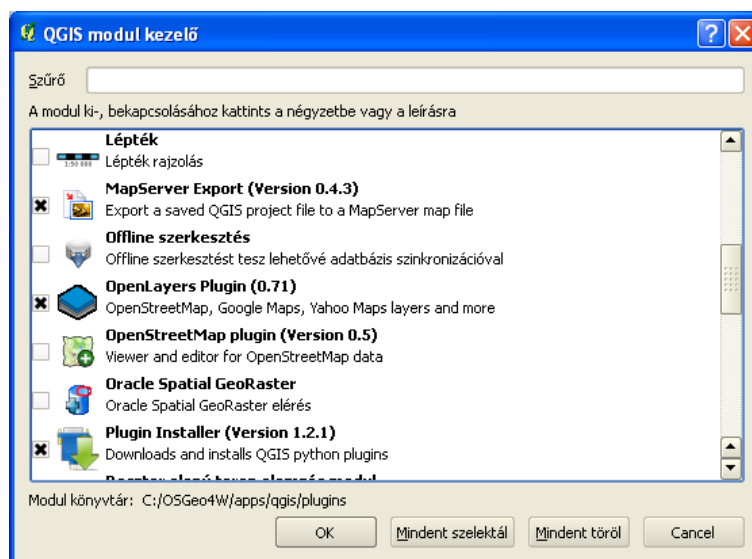 QGIS modul kezelő
Szűrő
A modul ki-, bekapcsolásához kattints a négyzetbe vagy a leírásra
Lépték
Lépték rajzolás
MapServer Export (Version 0.4.3)
Export a saved QGIS project file to a MapServer map file
Offline szerkesztés
Offline szerkesztést tesz lehetővé adatbázis szinkronizációval
OpenLayers Plugin (0.71)
OpenStreetMap, Google Maps, Yahoo Maps layers and more
OpenStreetMap plugin (Version 0.5)
Viewer and editor for OpenStreetMap data
Oracle Spatial GeoRaster
Oracle Spatial GeoRaster elérés
Plugin Installer (Version 1.2.1)
Downloads and installs QGIS python plugins
Modul könyvtár: C:/OSGeo4W/apps/qgis/plugins
OK
Mindent szelektál
Mindent töröl
Cancel